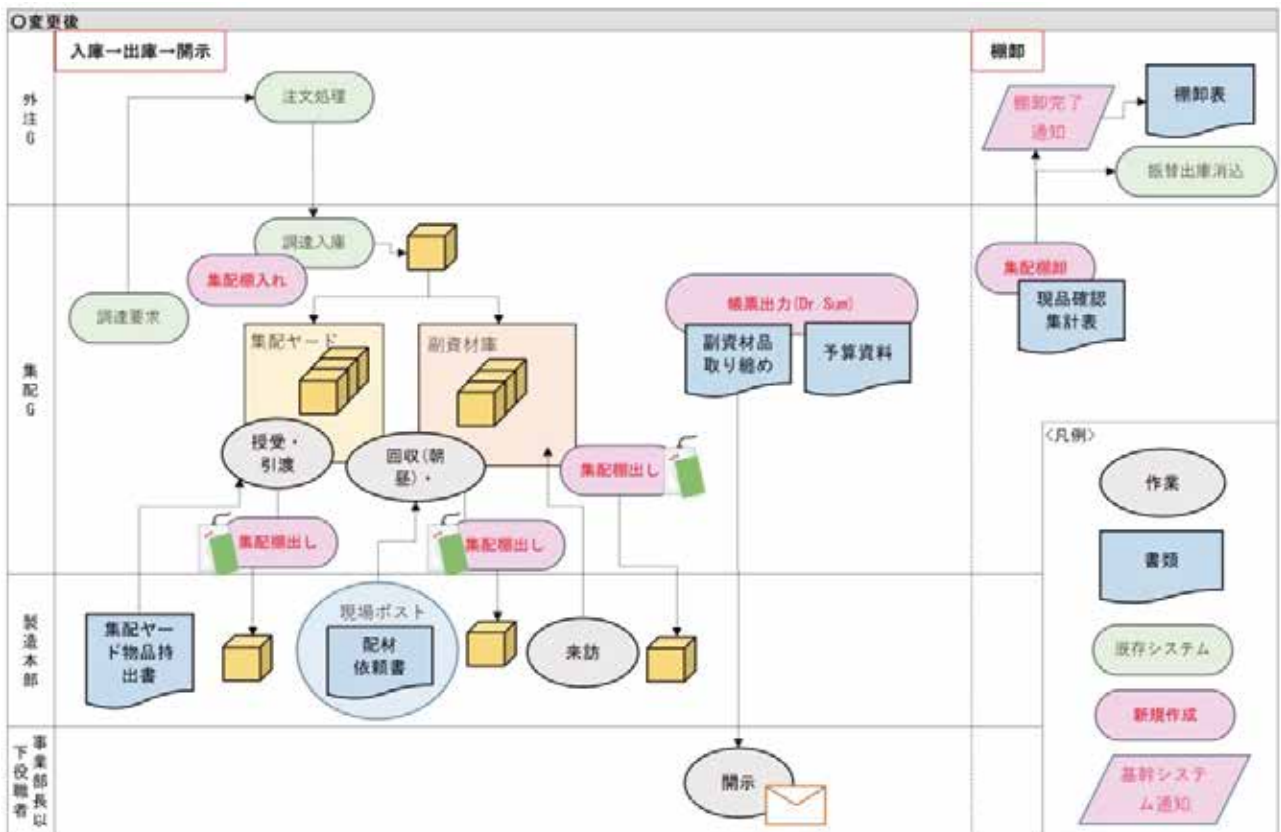 〇変更後
入庫→出庫→開示
棚卸
外注G
注文処理
棚卸完了
通知
棚卸表
振替出庫消込
集配G
調達入庫
集配棚入れ
調達要求
集配ヤード
副資材庫
帳票出力(Dr.Sum)
副資材品
取り纏め
予算資料
集配棚卸
現品確認
集計表
授受・
引渡
回収(朝
昼)・
集配棚出し
集配棚出し
集配棚出し
製造本部
集配ヤー
ド物品持
出書
現場ポスト
配材
依頼書
来訪
事業部長以
下役職者
開示
<凡例>
作業
書類
既存システム
新規作成
基幹システ
ム通知